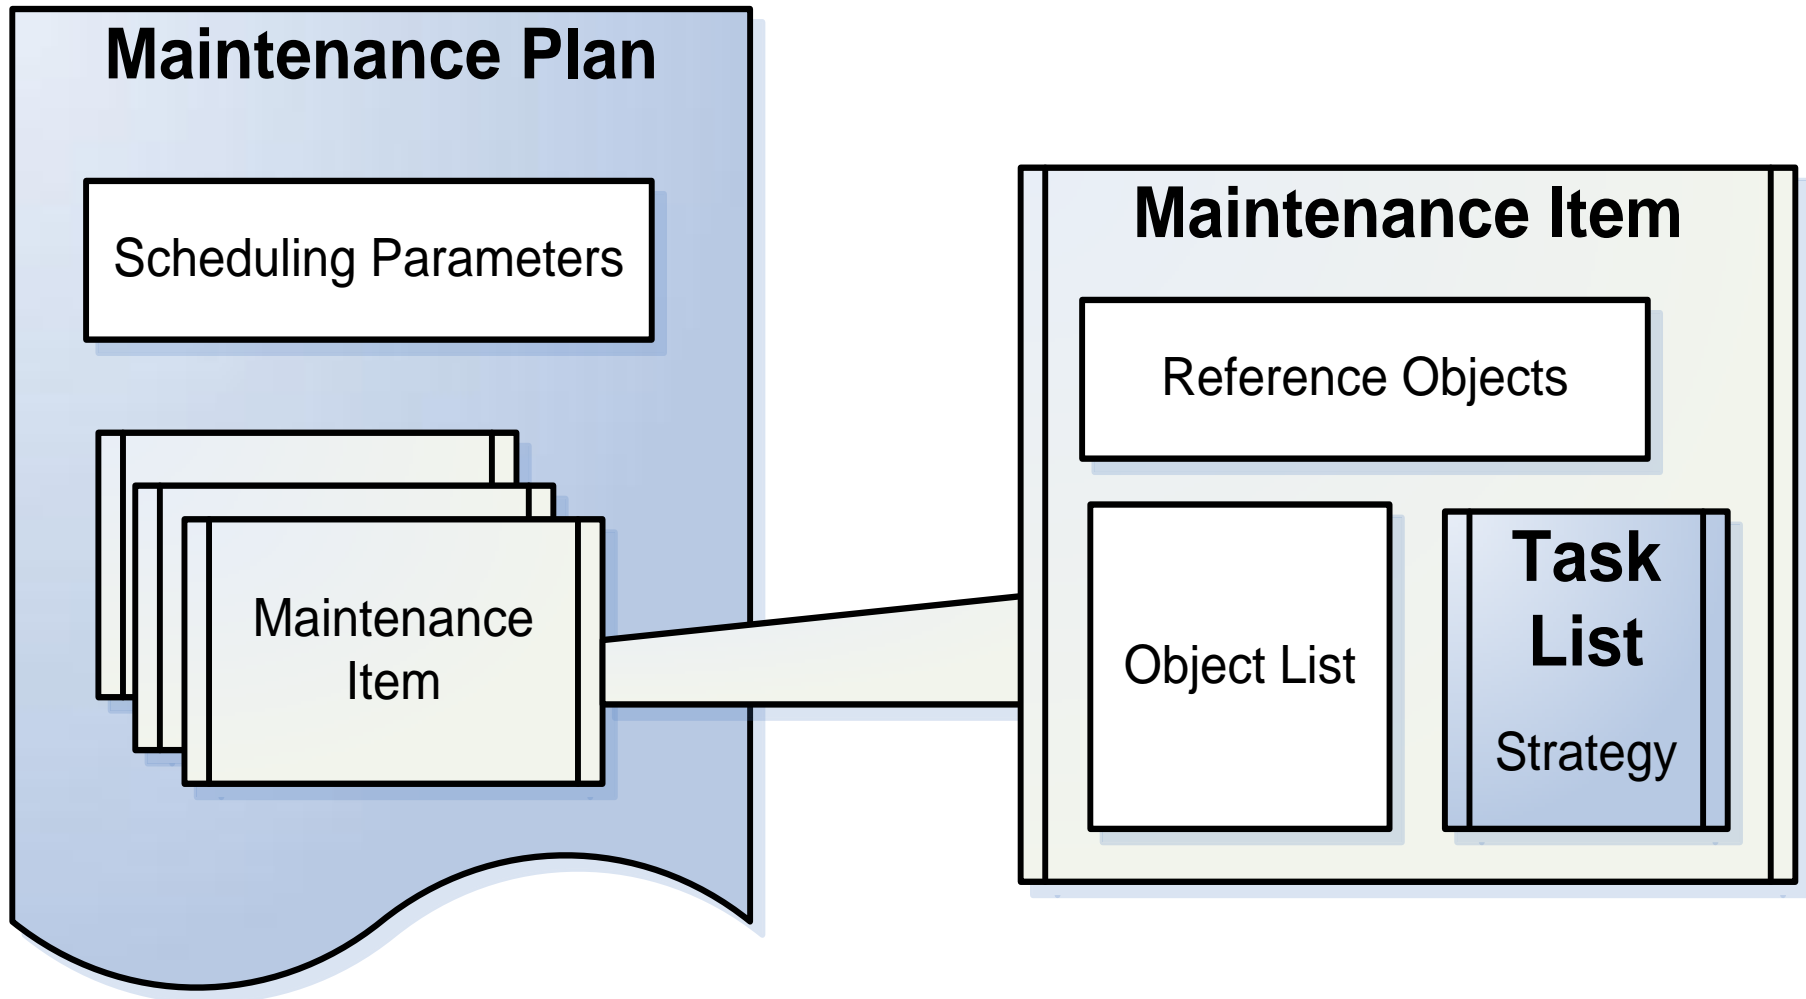 Maintenance Plan
Scheduling Parameters
Maintenance
Item
Maintenance Item
Reference Objects
Object List
Task
List
Strategy